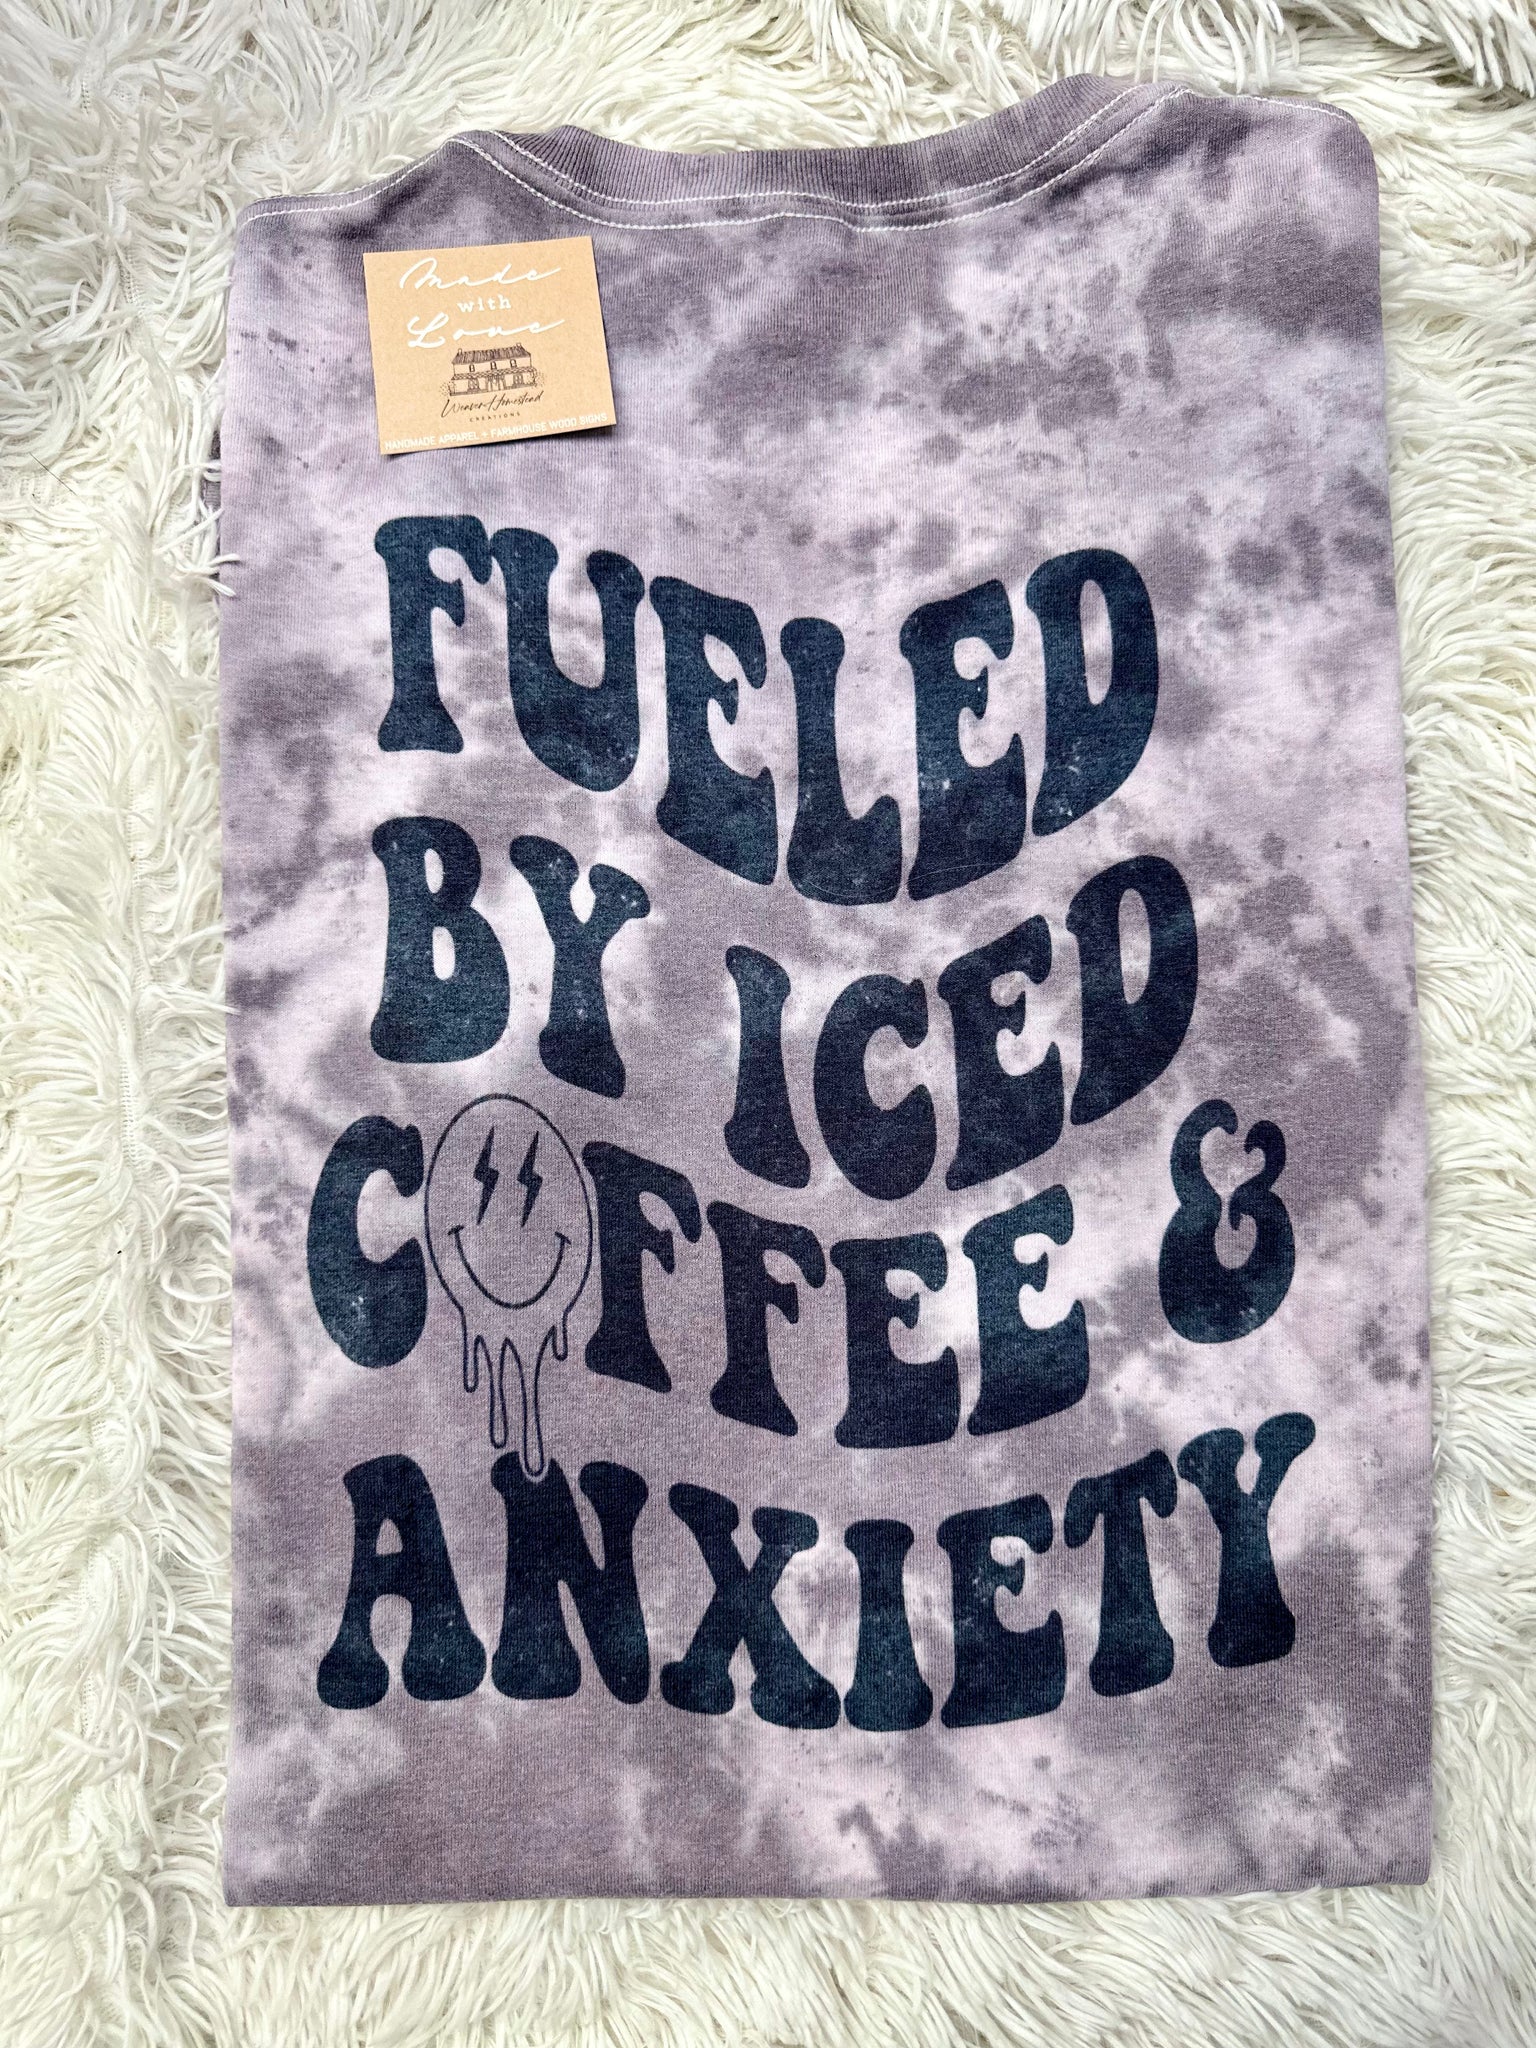 Made
with
Love
Weaver Homestead
CREATIONS
HANDMADE APPAREL + FARMHOUSE WOOD SIGNS
FUELED
BY ICED
COFFEE &
ANXIETY